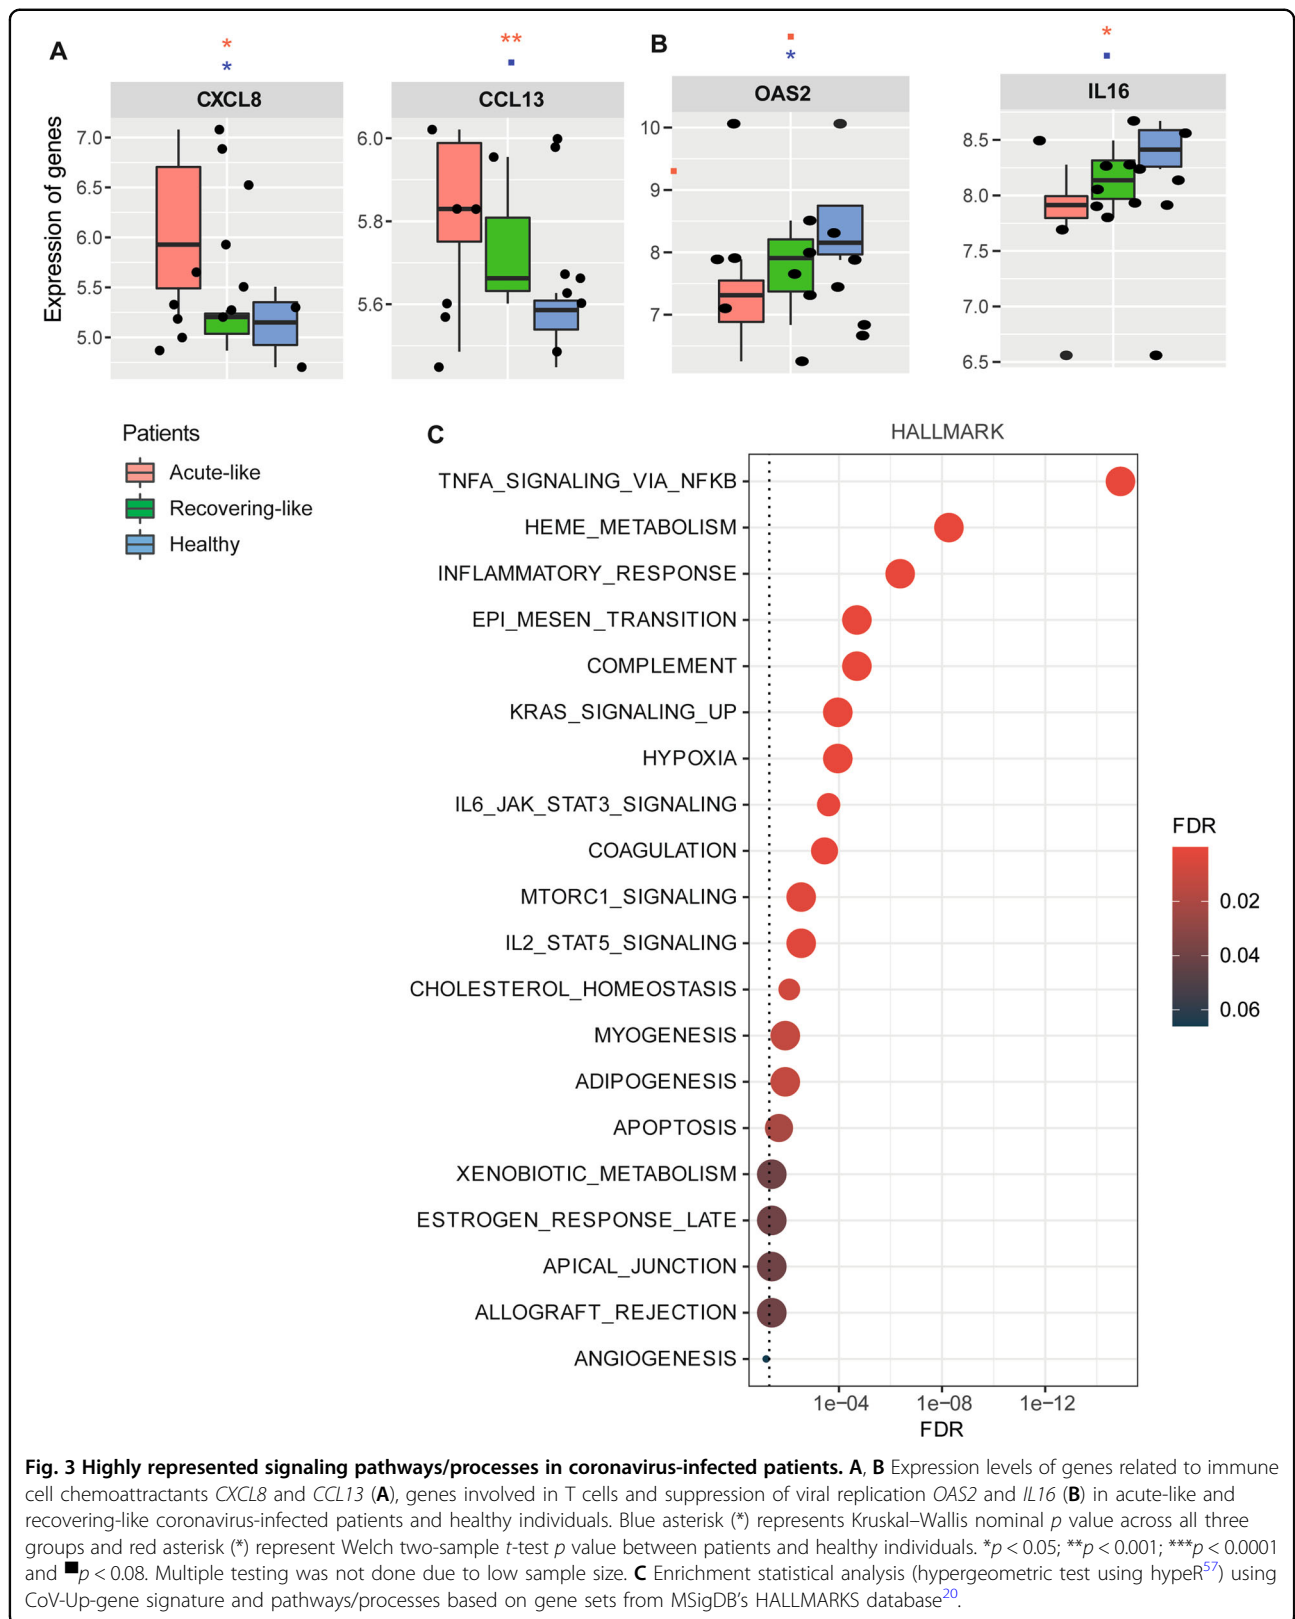 A
*
*
CXCL8
Expression of genes
7.0
6.5
6.0
5.5
5.0
**
■
CCL13
6.0
5.8
5.6
B
■
*
OAS2
10
9
8
7
*
■
IL16
8.5
8.0
7.5
7.0
6.5
Patients
Acute-like
Recovering-like
Healthy
C
HALLMARK
TNFA_SIGNALING_VIA_NFKB
HEME_METABOLISM
INFLAMMATORY_RESPONSE
EPI_MESEN_TRANSITION
COMPLEMENT
KRAS_SIGNALING_UP
HYPOXIA
IL6_JAK_STAT3_SIGNALING
COAGULATION
MTORC1_SIGNALING
IL2_STAT5_SIGNALING
CHOLESTEROL_HOMEOSTASIS
MYOGENESIS
ADIPOGENESIS
APOPTOSIS
XENOBIOTIC_METABOLISM
ESTROGEN_RESPONSE_LATE
APICAL_JUNCTION
ALLOGRAFT_REJECTION
ANGIOGENESIS
1e−04 1e−08 1e−12
FDR
FDR
0.02
0.04
0.06
Fig. 3 Highly represented signaling pathways/processes in coronavirus-infected patients. A, B Expression levels of genes related to immune
cell chemoattractants CXCL8 and CCL13 (A), genes involved in T cells and suppression of viral replication OAS2 and IL16 (B) in acute-like and
recovering-like coronavirus-infected patients and healthy individuals. Blue asterisk (*) represents Kruskal–Wallis nominal p value across all three
groups and red asterisk (*) represent Welch two-sample t-test p value between patients and healthy individuals. *p < 0.05; **p < 0.001; ***p < 0.0001
and ■p < 0.08. Multiple testing was not done due to low sample size. C Enrichment statistical analysis (hypergeometric test using hypeR57) using
CoV-Up-gene signature and pathways/processes based on gene sets from MSigDB's HALLMARKS database20.